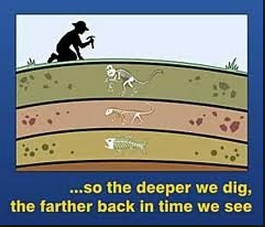 ...so the deeper we dig,
the farther back in time we see